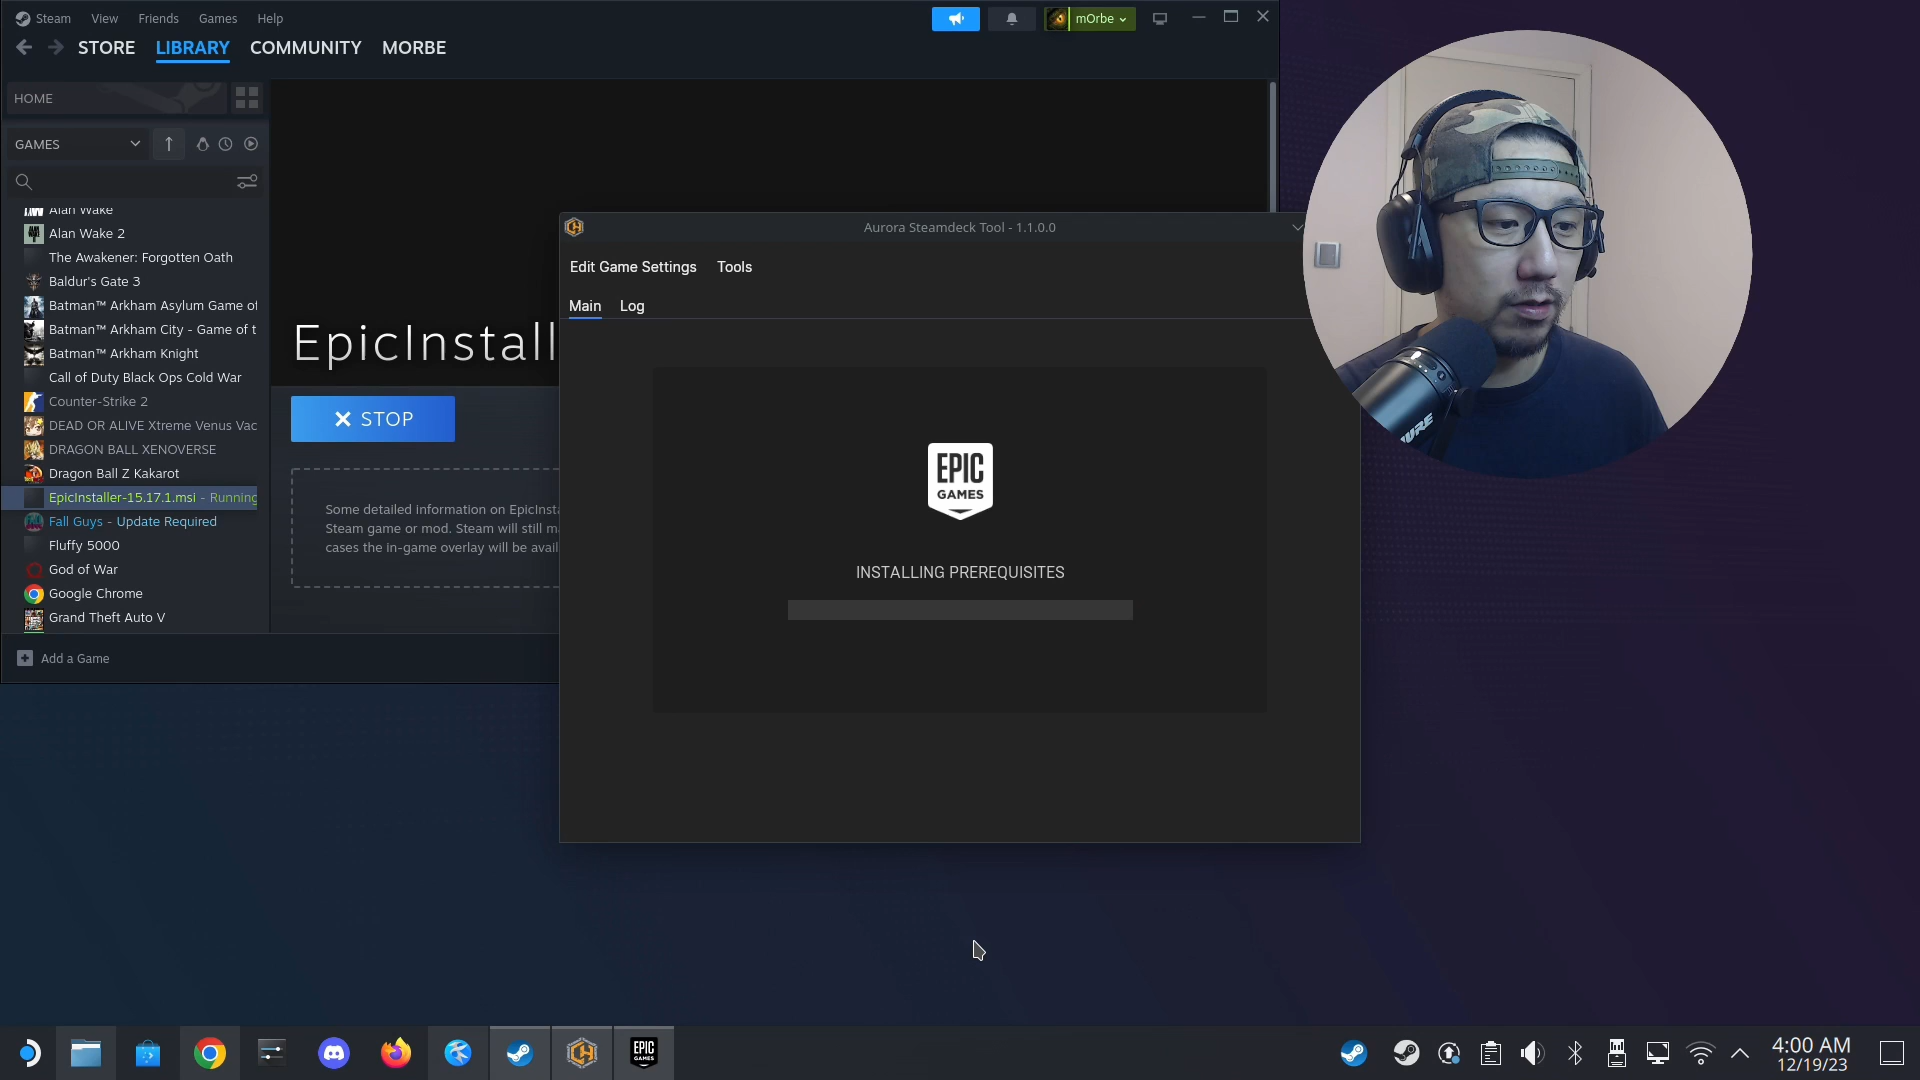 Steam View Friends Games Help
mOrbe
STORE LIBRARY COMMUNITY MORBE
HOME
GAMES
Alan Wake
Alan Wake 2
The Awakener: Forgotten Oath
Baldur's Gate 3
Batman™ Arkham Asylum Game of
Batman™ Arkham City - Game of t
Batman™ Arkham Knight
Call of Duty Black Ops Cold War
Counter-Strike 2
DEAD OR ALIVE Xtreme Venus Vac
DRAGON BALL XENOVERSE
Dragon Ball Z Kakarot
EpicInstaller-15.17.1.msi - Running
Fall Guys - Update Required
Fluffy 5000
God of War
Google Chrome
Grand Theft Auto V
Add a Game
EpicInstall
STOP
Some detailed information on EpicInsta
Steam game or mod. Steam will still m
cases the in-game overlay will be avail
Aurora Steamdeck Tool - 1.1.0.0
Edit Game Settings Tools
Main Log
EPIC
GAMES
INSTALLING PREREQUISITES
EPIC
GAMES
4:00 AM
12/19/23